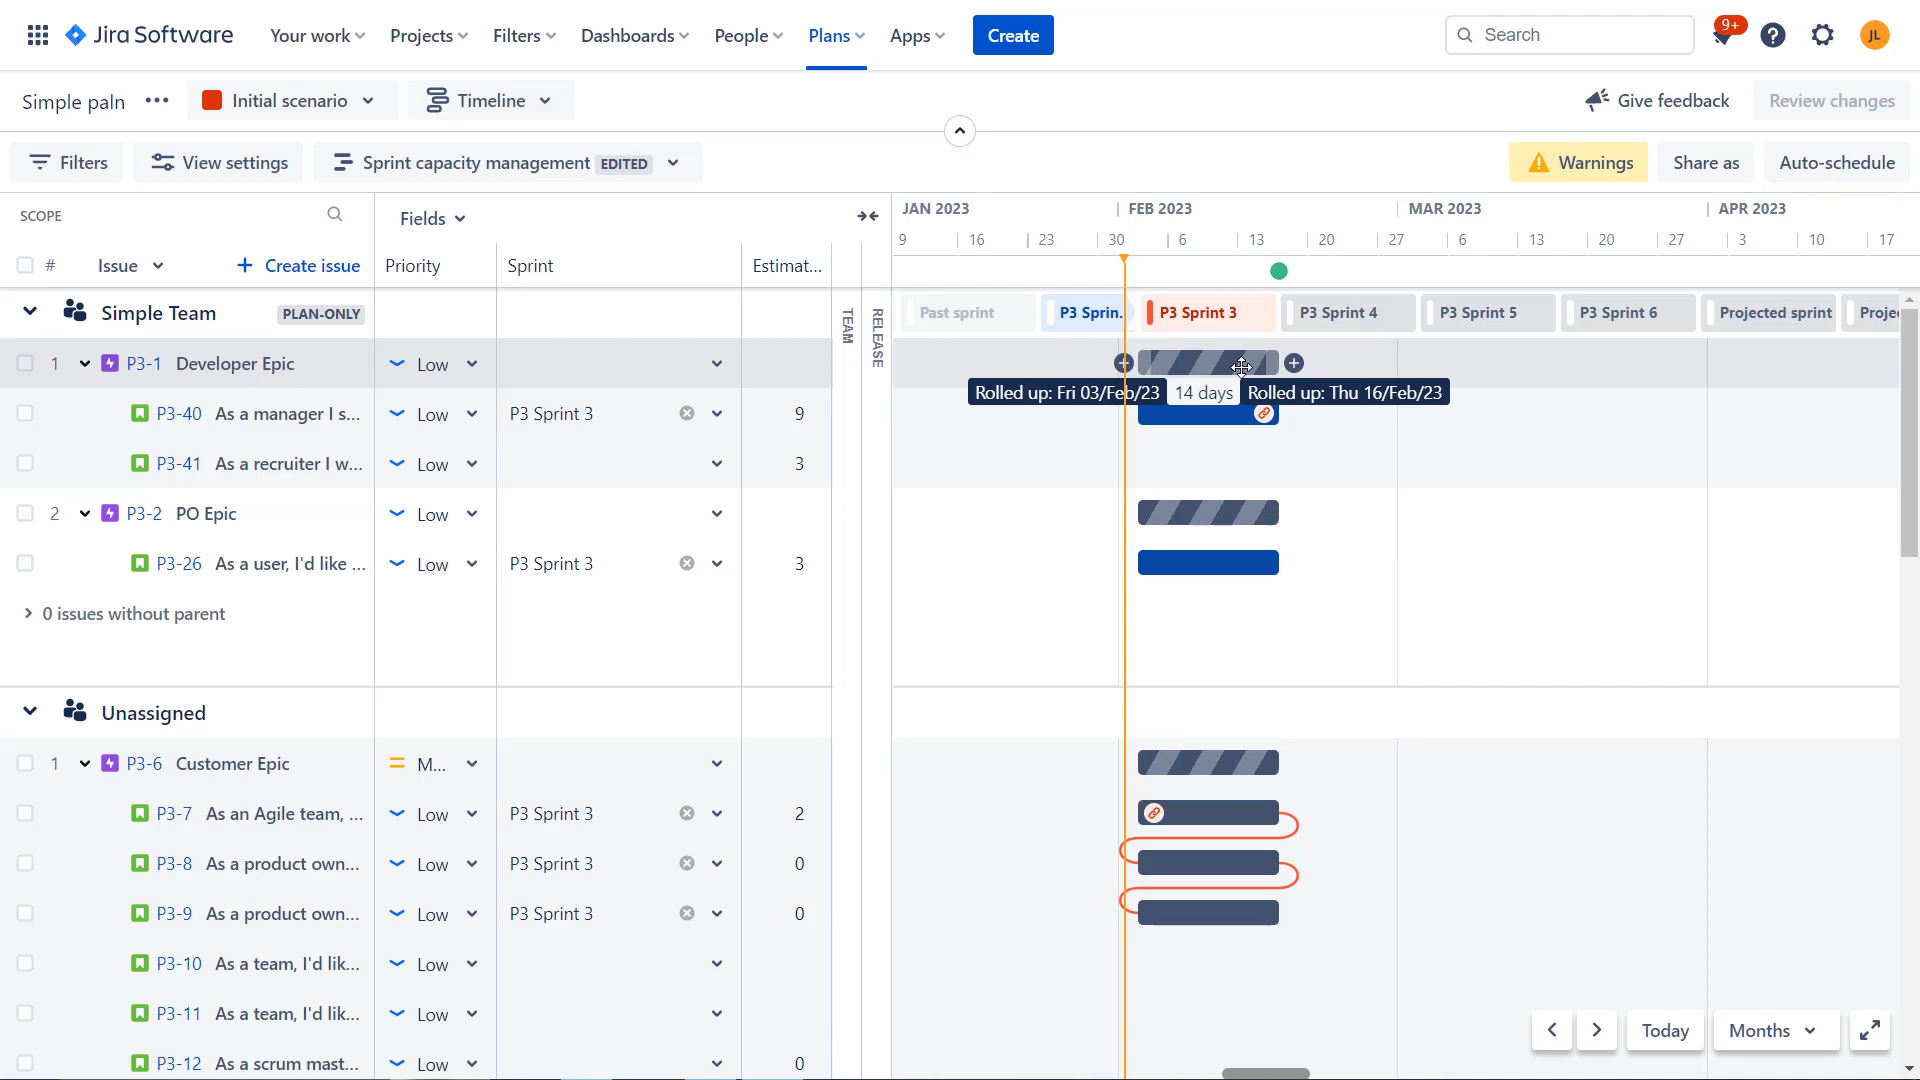 Jira Software Your work Projects Filters Dashboards People Plans Apps Create Search 9+ JL
Simple paln Initial scenario Timeline Give feedback Review changes
Filters View settings Sprint capacity management EDITED Warnings Share as Auto-schedule
SCOPE Fields JAN 2023 FEB 2023 MAR 2023 APR 2023
9 16 23 30 6 13 20 27 6 13 20 27 3 10 17
# Issue + Create issue Priority Sprint Estimat...
Simple Team PLAN-ONLY TEAM RELEASE Past sprint P3 Sprin. P3 Sprint 3 P3 Sprint 4 P3 Sprint 5 P3 Sprint 6 Projected sprint Proje
1 P3-1 Developer Epic Low
Rolled up: Fri 03/Feb/23 14 days Rolled up: Thu 16/Feb/23
P3-40 As a manager I s... Low P3 Sprint 3 9
P3-41 As a recruiter I w... Low 3
2 P3-2 PO Epic Low
P3-26 As a user, I'd like ... Low P3 Sprint 3 3
0 issues without parent
Unassigned
1 P3-6 Customer Epic M...
P3-7 As an Agile team, ... Low P3 Sprint 3 2
P3-8 As a product own... Low P3 Sprint 3 0
P3-9 As a product own... Low P3 Sprint 3 0
P3-10 As a team, I'd lik... Low
P3-11 As a team, I'd lik... Low
Today Months
P3-12 As a scrum mast... Low 0